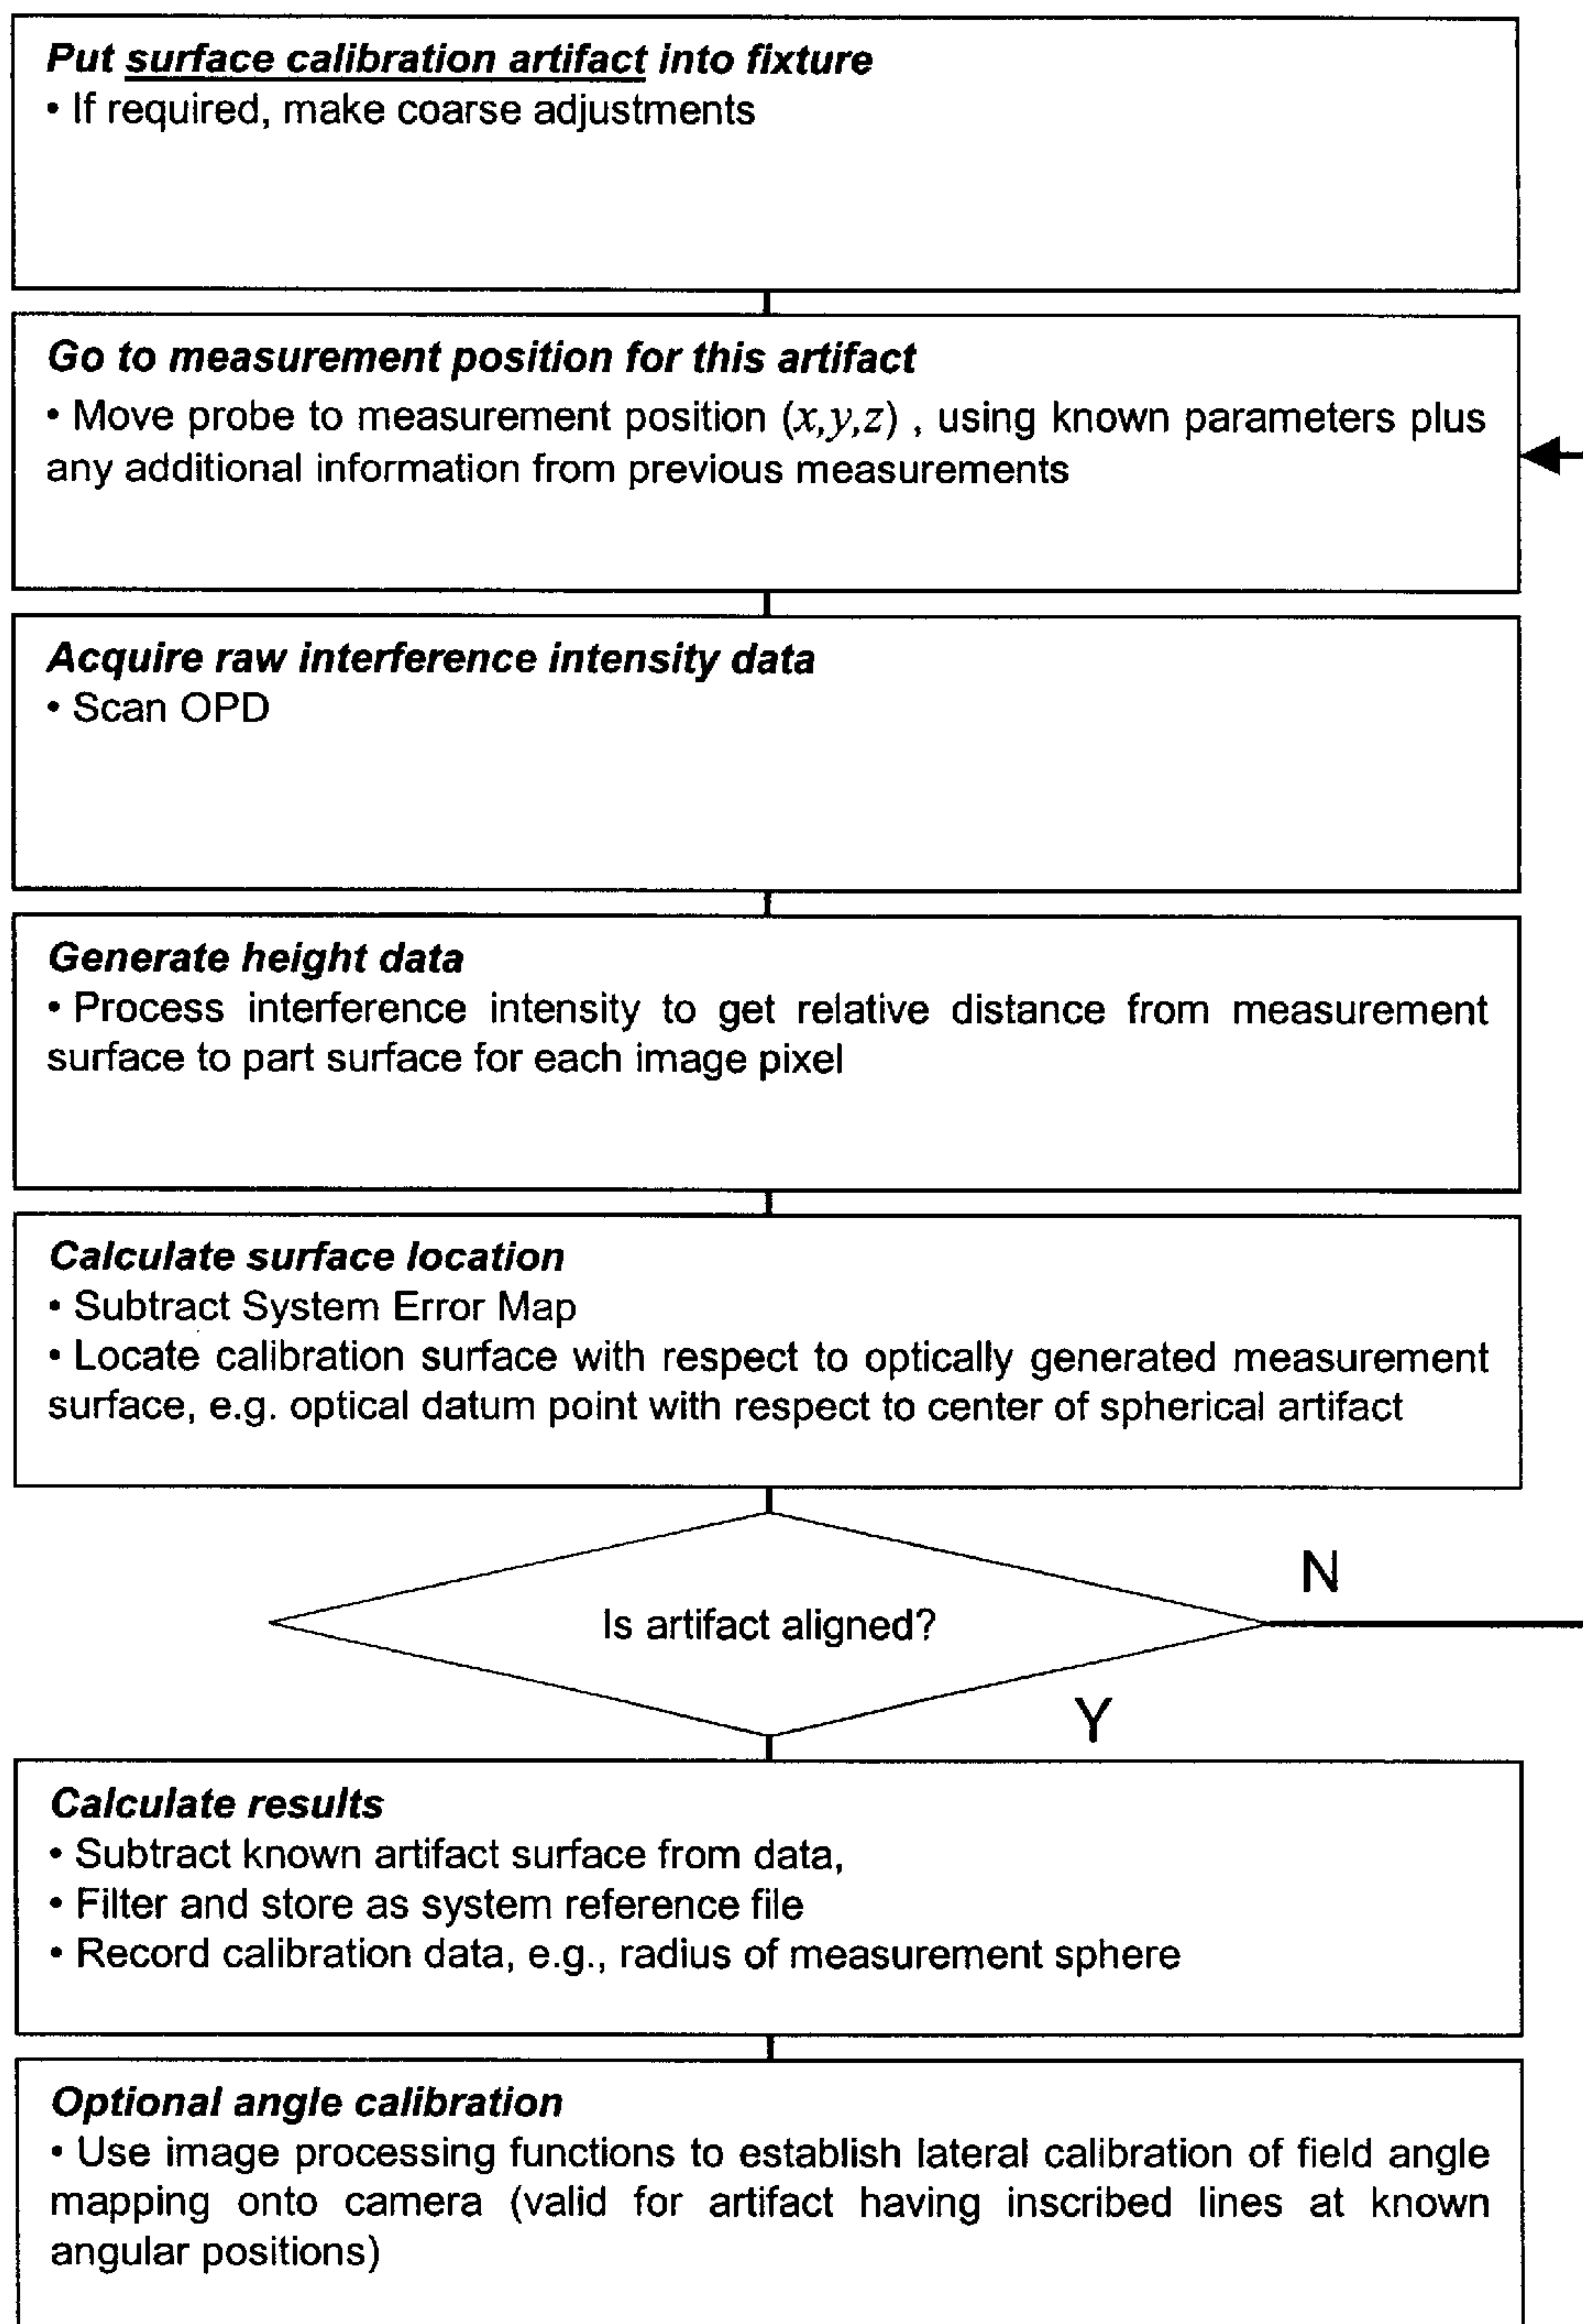 Put surface calibration artifact into fixture
• If required, make coarse adjustments
Go to measurement position for this artifact
• Move probe to measurement position (x,y,z) , using known parameters plus
any additional information from previous measurements
Acquire raw interference intensity data
• Scan OPD
Generate height data
• Process interference intensity to get relative distance from measurement
surface to part surface for each image pixel
Calculate surface location
• Subtract System Error Map
• Locate calibration surface with respect to optically generated measurement
surface, e.g. optical datum point with respect to center of spherical artifact
N
Is artifact aligned?
Y
Calculate results
• Subtract known artifact surface from data,
• Filter and store as system reference file
• Record calibration data, e.g., radius of measurement sphere
Optional angle calibration
• Use image processing functions to establish lateral calibration of field angle
mapping onto camera (valid for artifact having inscribed lines at known
angular positions)